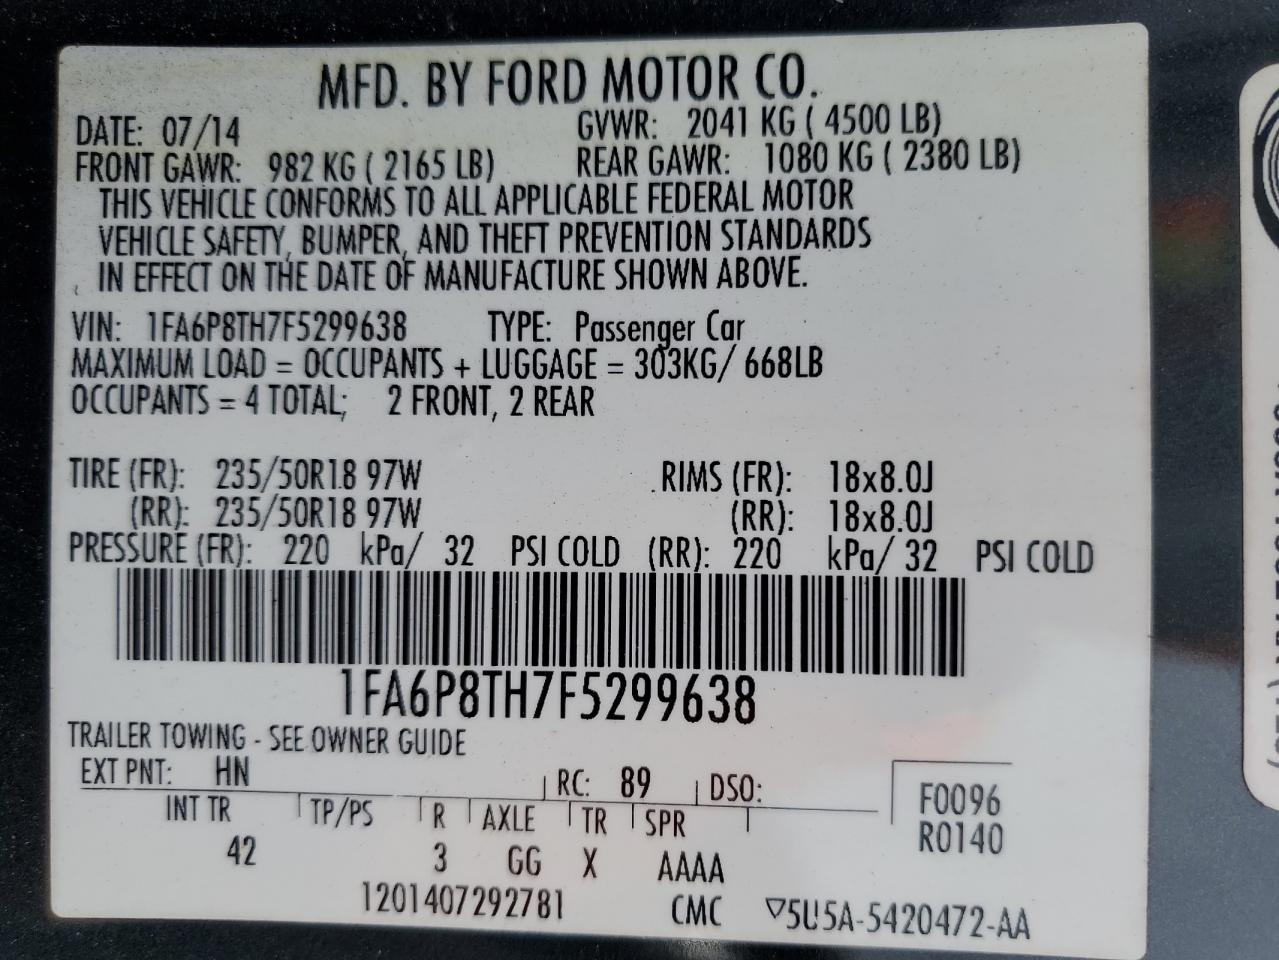 MFD. BY FORD MOTOR CO.
DATE: 07/14 GVWR: 2041 KG ( 4500 LB)
FRONT GAWR: 982 KG ( 2165 LB) REAR GAWR: 1080 KG ( 2380 LB)
THIS VEHICLE CONFORMS TO ALL APPLICABLE FEDERAL MOTOR
VEHICLE SAFETY, BUMPER, AND THEFT PREVENTION STANDARDS
IN EFFECT ON THE DATE OF MANUFACTURE SHOWN ABOVE.
VIN: 1FA6P8TH7F5299638 TYPE: Passenger Car
MAXIMUM LOAD = OCCUPANTS + LUGGAGE = 303KG/ 668LB
OCCUPANTS = 4 TOTAL; 2 FRONT, 2 REAR
TIRE (FR): 235/50R18 97W RIMS (FR): 18x8.0J
(RR): 235/50R18 97W (RR): 18x8.0J
PRESSURE (FR): 220 kPa/ 32 PSI COLD (RR): 220 kPa/ 32 PSI COLD
1FA6P8TH7F5299638
TRAILER TOWING - SEE OWNER GUIDE
EXT PNT: HN RC: 89 DSO:
INT TR TP/PS R AXLE TR SPR
F0096
R0140
42 3 GG X AAAA
1201407292781 CMC ▽5U5A-5420472-AA